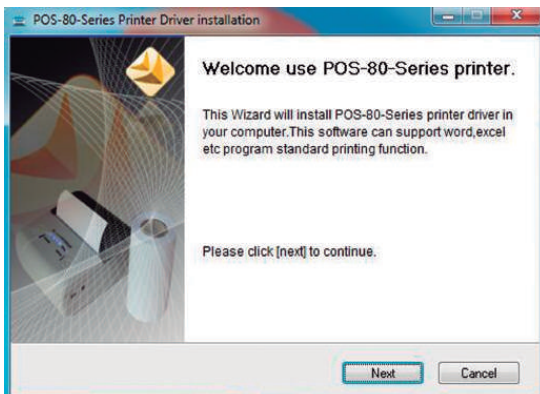 POS-80-Series Printer Driver installation
Welcome use POS-80-Series printer.
This Wizard will install POS-80-Series printer driver in
your computer.This software can support word,excel
etc program standard printing function.
Please click [next] to continue.
Next
Cancel